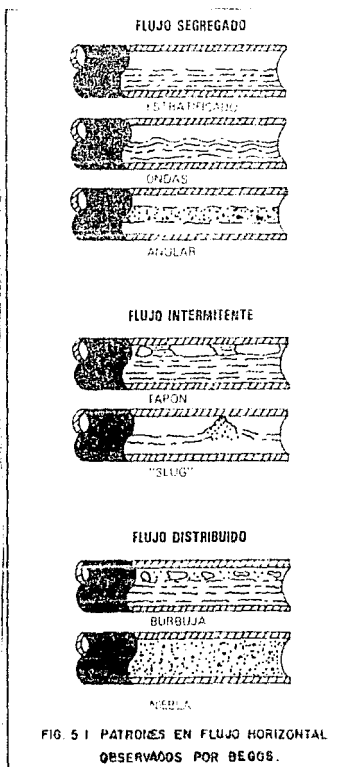 FLUJO SEGREGADO
ESTRATIFICADO
ONDAS
ANULAR
FLUJO INTERMITENTE
TAPON
"SLUG"
FLUJO DISTRIBUIDO
BURBUJA
NIEBLA
FIG. 5.1 PATRONES EN FLUJO HORIZONTAL
OBSERVADOS POR BEGGS.